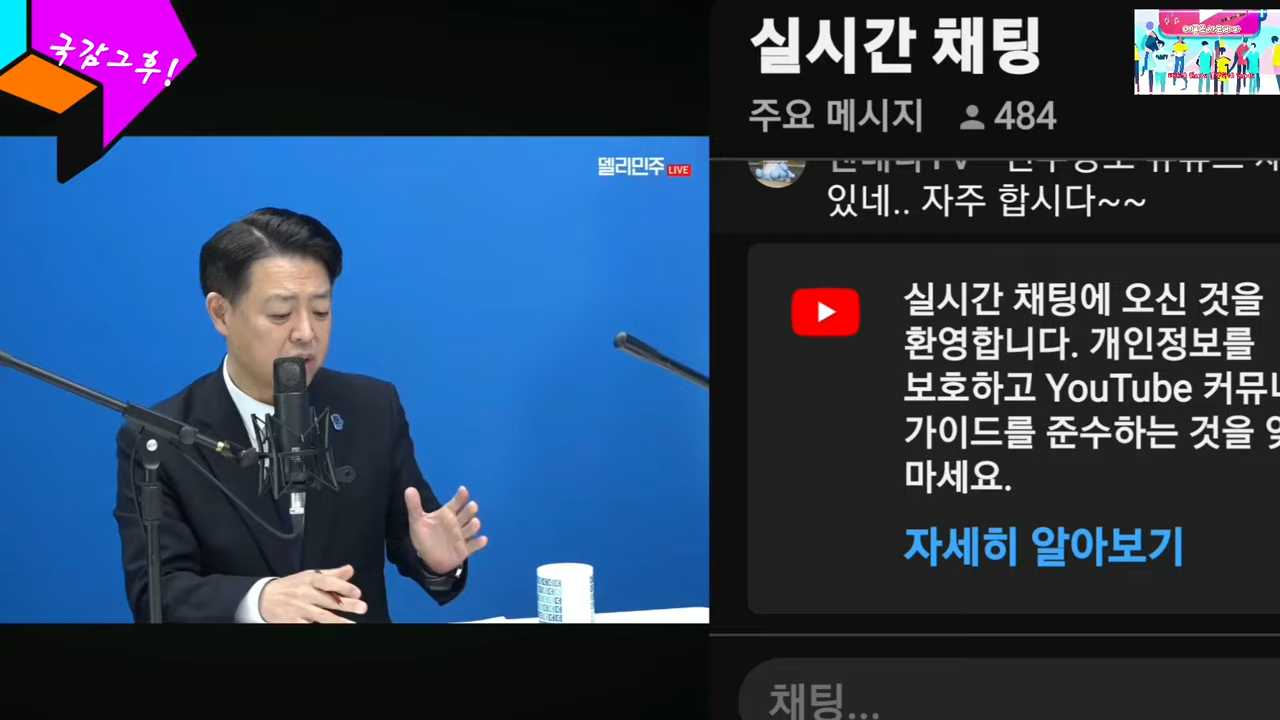 국감그후!
델리민주 LIVE
실시간 채팅
주요 메시지 484
있네.. 자주 합시다~~
실시간 채팅에 오신 것을
환영합니다. 개인정보를
보호하고 YouTube 커뮤니
가이드를 준수하는 것을 잊
마세요.
자세히 알아보기
채팅...